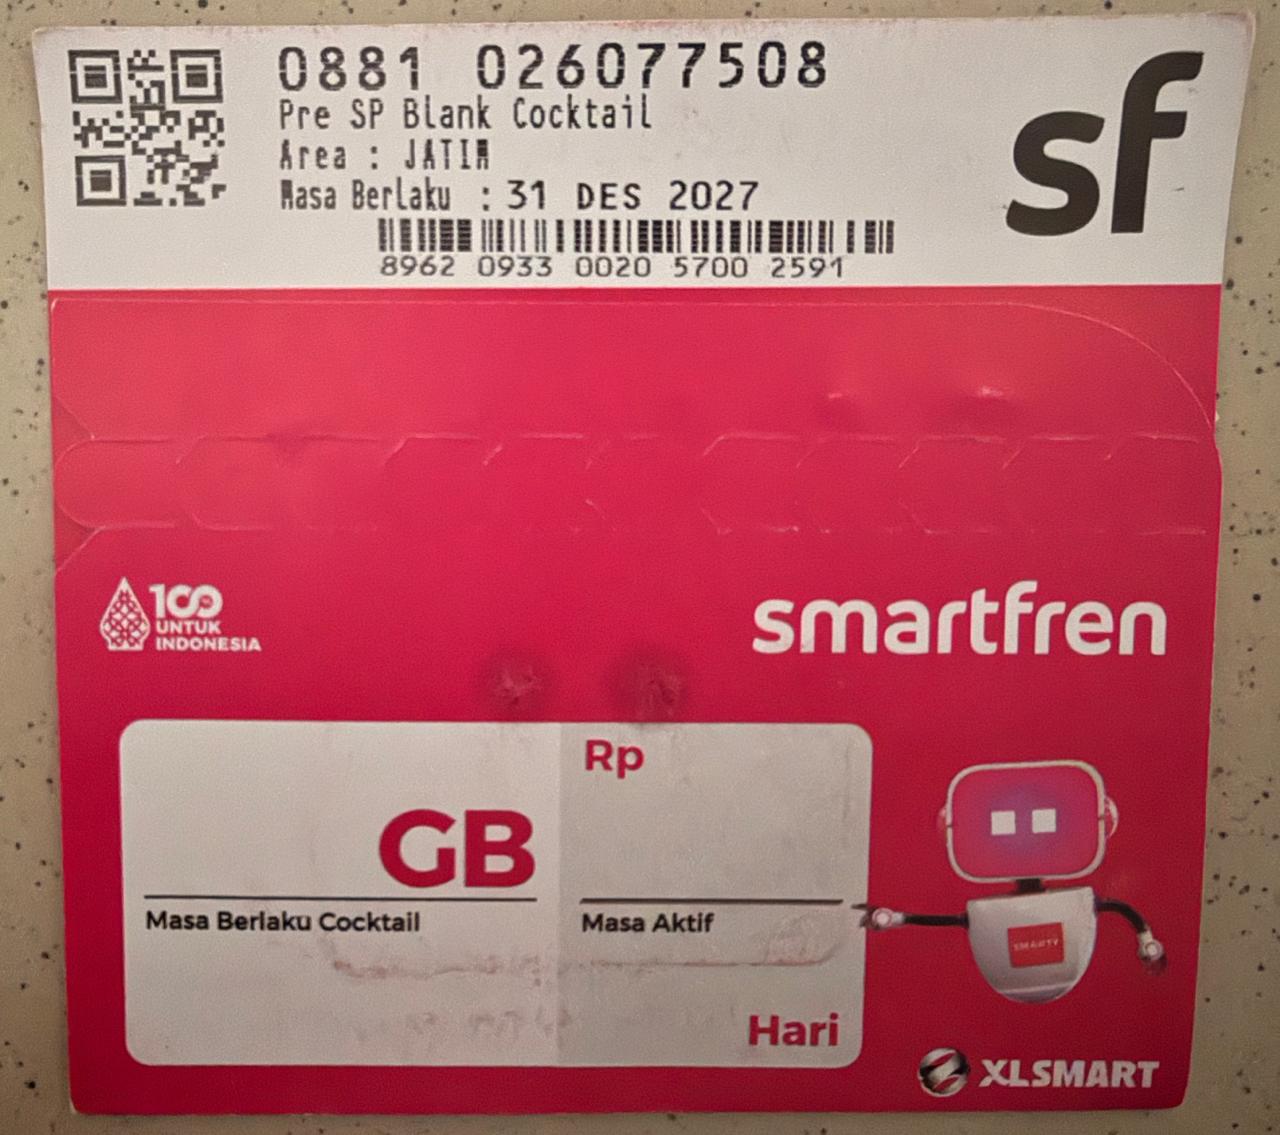 0881 026077508
Pre SP Blank Cocktail
Area : JATIM
Masa Berlaku : 31 DES 2027
8962 0933 0020 5700 2591
sf
100
UNTUK
INDONESIA
smartfren
GB
Masa Berlaku Cocktail
Rp
Masa Aktif
Hari
SMARTY
XLSMART